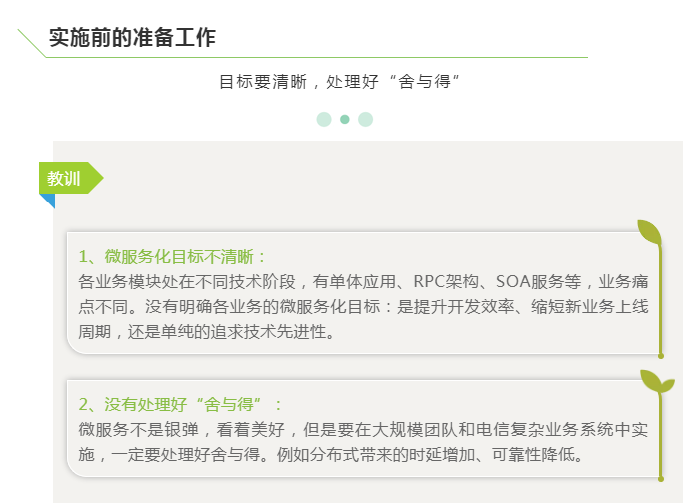 实施前的准备工作
目标要清晰，处理好“舍与得”
教训
1、微服务化目标不清晰：
各业务模块处在不同技术阶段，有单体应用、RPC架构、SOA服务等，业务痛
点不同。没有明确各业务的微服务化目标：是提升开发效率、缩短新业务上线
周期，还是单纯的追求技术先进性。
2、没有处理好“舍与得”：
微服务不是银弹，看着美好，但是要在大规模团队和电信复杂业务系统中实
施，一定要处理好舍与得。例如分布式带来的时延增加、可靠性降低。